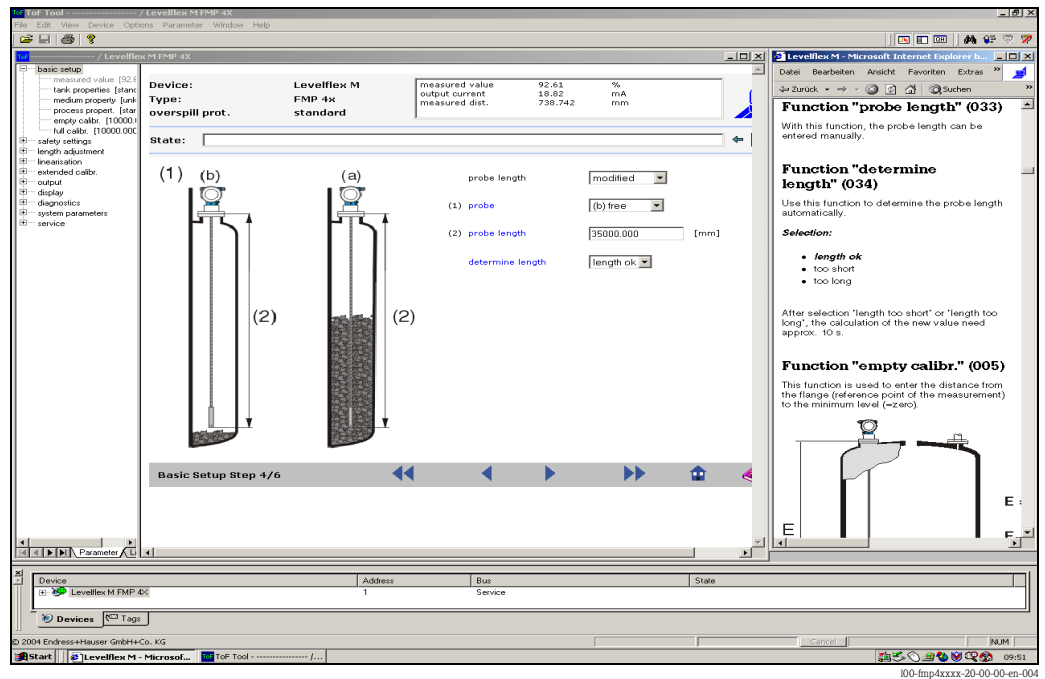 ToF Tool - ---------------- / Levelflex M FMP 4X
File Edit View Device Options Parameter Window Help
---------------- / Levelflex M FMP 4X
basic setup
measured value [92.6
tank properties [stand
medium property [unk
process propert. [star
empty calibr. [10000.0
full calibr. [10000.000
safety settings
length adjustment
linearisation
extended calibr.
output
display
diagnostics
system parameters
service
Parameter
Device: Levelflex M
Type: FMP 4x
overspill prot. standard
measured value 92.61 %
output current 18.82 mA
measured dist. 738.742 mm
State:
(1) (b) (a)
(2) (2)
probe length modified
(1) probe (b) free
(2) probe length 35000.000 [mm]
determine length length ok
Basic Setup Step 4/6
Levelflex M - Microsoft Internet Explorer b...
Datei Bearbeiten Ansicht Favoriten Extras »
Zurück Suchen »
Function "probe length" (033)
With this function, the probe length can be
entered manually.
Function "determine
length" (034)
Use this function to determine the probe length
automatically.
Selection:
• length ok
• too short
• too long
After selection "length too short" or "length too
long", the calculation of the new value need
approx. 10 s.
Function "empty calibr." (005)
This function is used to enter the distance from
the flange (reference point of the measurement)
to the minimum level (=zero).
E
E
Device Address Bus State
Levelflex M FMP 4X 1 Service
Devices Tags
© 2004 Endress+Hauser GmbH+Co. KG Cancel NUM
Start Levelflex M - Microsof... ToF Tool - ---------------- /... 09:51
l00-fmp4xxxx-20-00-00-en-004